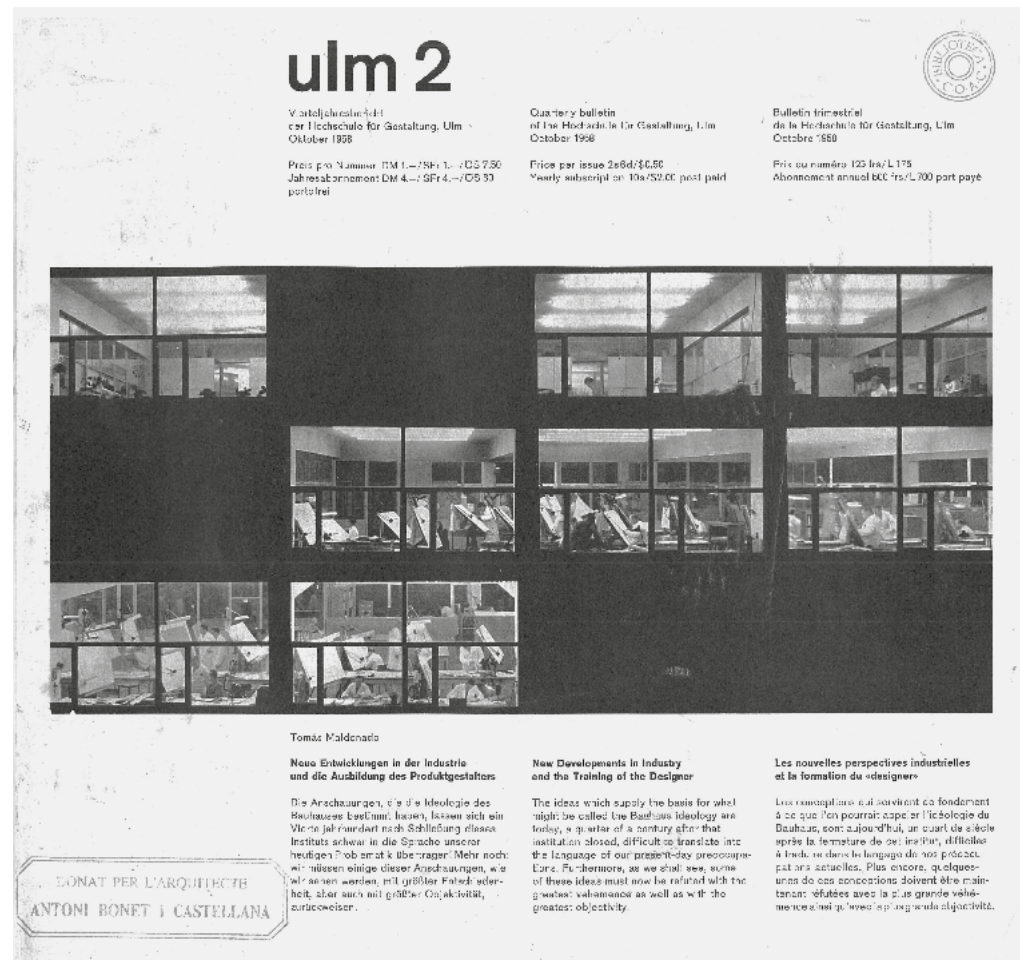 ulm 2
BIBLIOTECA
C·O·A·C
Vierteljahresbericht
der Hochschule für Gestaltung, Ulm
Oktober 1958
Preis pro Nummer DM 1.—/SFr 1.—/ÖS 7.50
Jahresabonnement DM 4.—/SFr 4.—/ÖS 30
portofrei
Quarterly bulletin
of the Hochschule für Gestaltung, Ulm
October 1958
Price per issue 2s6d/$0.50
Yearly subscription 10s/$2.00 post paid
Bulletin trimestriel
de la Hochschule für Gestaltung, Ulm
Octobre 1958
Prix au numéro 125 frs/L 175
Abonnement annuel 500 frs/L 700 port payé
Tomás Maldonado
Neue Entwicklungen in der Industrie
und die Ausbildung des Produktgestalters
Die Anschauungen, die die Ideologie des
Bauhauses bestimmt haben, lassen sich ein
Vierteljahrhundert nach Schließung dieses
Instituts schwer in die Sprache unserer
heutigen Problematik übertragen. Mehr noch:
wir müssen einige dieser Anschauungen, wie
wir sehen werden, mit größter Entschieden-
heit, aber auch mit größter Objektivität,
zurückweisen.
New Developments in Industry
and the Training of the Designer
The ideas which supply the basis for what
might be called the Bauhaus ideology are
today, a quarter of a century after that
institution closed, difficult to translate into
the language of our present-day preoccupa-
tions. Furthermore, as we shall see, some
of these ideas must now be refuted with the
greatest vehemence as well as with the
greatest objectivity.
Les nouvelles perspectives industrielles
et la formation du «designer»
Les conceptions qui servirent de fondement
à ce que l'on pourrait appeler l'idéologie du
Bauhaus, sont aujourd'hui, un quart de siècle
après la fermeture de cet institut, difficiles
à traduire dans le langage de nos préoccu-
pations actuelles. Plus encore, quelques-
unes de ces conceptions doivent être main-
tenant réfutées avec la plus grande véhé-
mence ainsi qu'avec la plus grande objectivité.
DONAT PER L'ARQUITECTE
ANTONI BONET I CASTELLANA